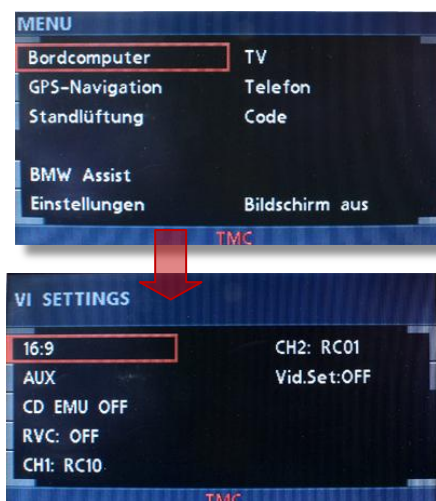 MENU
Bordcomputer TV
GPS-Navigation Telefon
Standlüftung Code
BMW Assist
Einstellungen Bildschirm aus
TMC
VI SETTINGS
16:9 CH2: RC01
AUX Vid.Set:OFF
CD EMU OFF
RVC: OFF
CH1: RC10
TMC